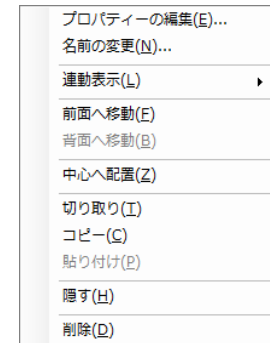 プロパティーの編集(E)...
名前の変更(N)...
連動表示(L)
前面へ移動(F)
背面へ移動(B)
中心へ配置(Z)
切り取り(T)
コピー(C)
貼り付け(P)
隠す(H)
削除(D)